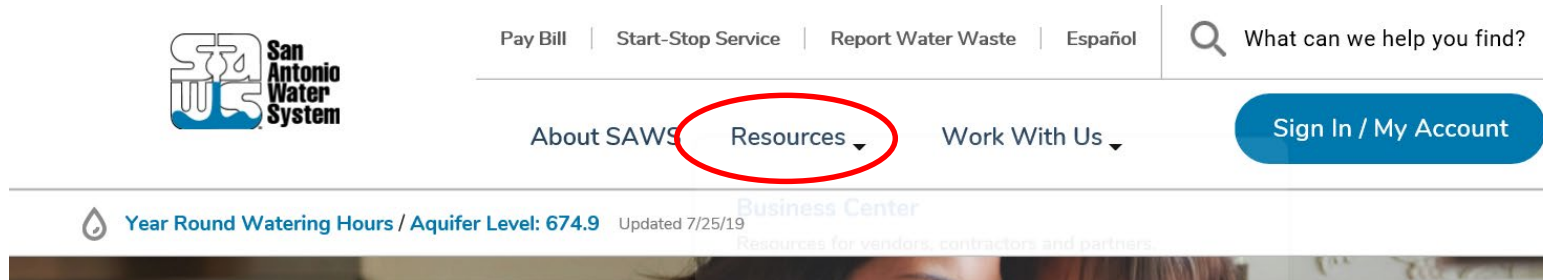 San
Antonio
Water
System
Pay Bill | Start-Stop Service | Report Water Waste | Español
What can we help you find?
About SAWS Resources Work With Us
Sign In / My Account
Year Round Watering Hours / Aquifer Level: 674.9 Updated 7/25/19
Business Center
Resources for vendors, contractors and partners.